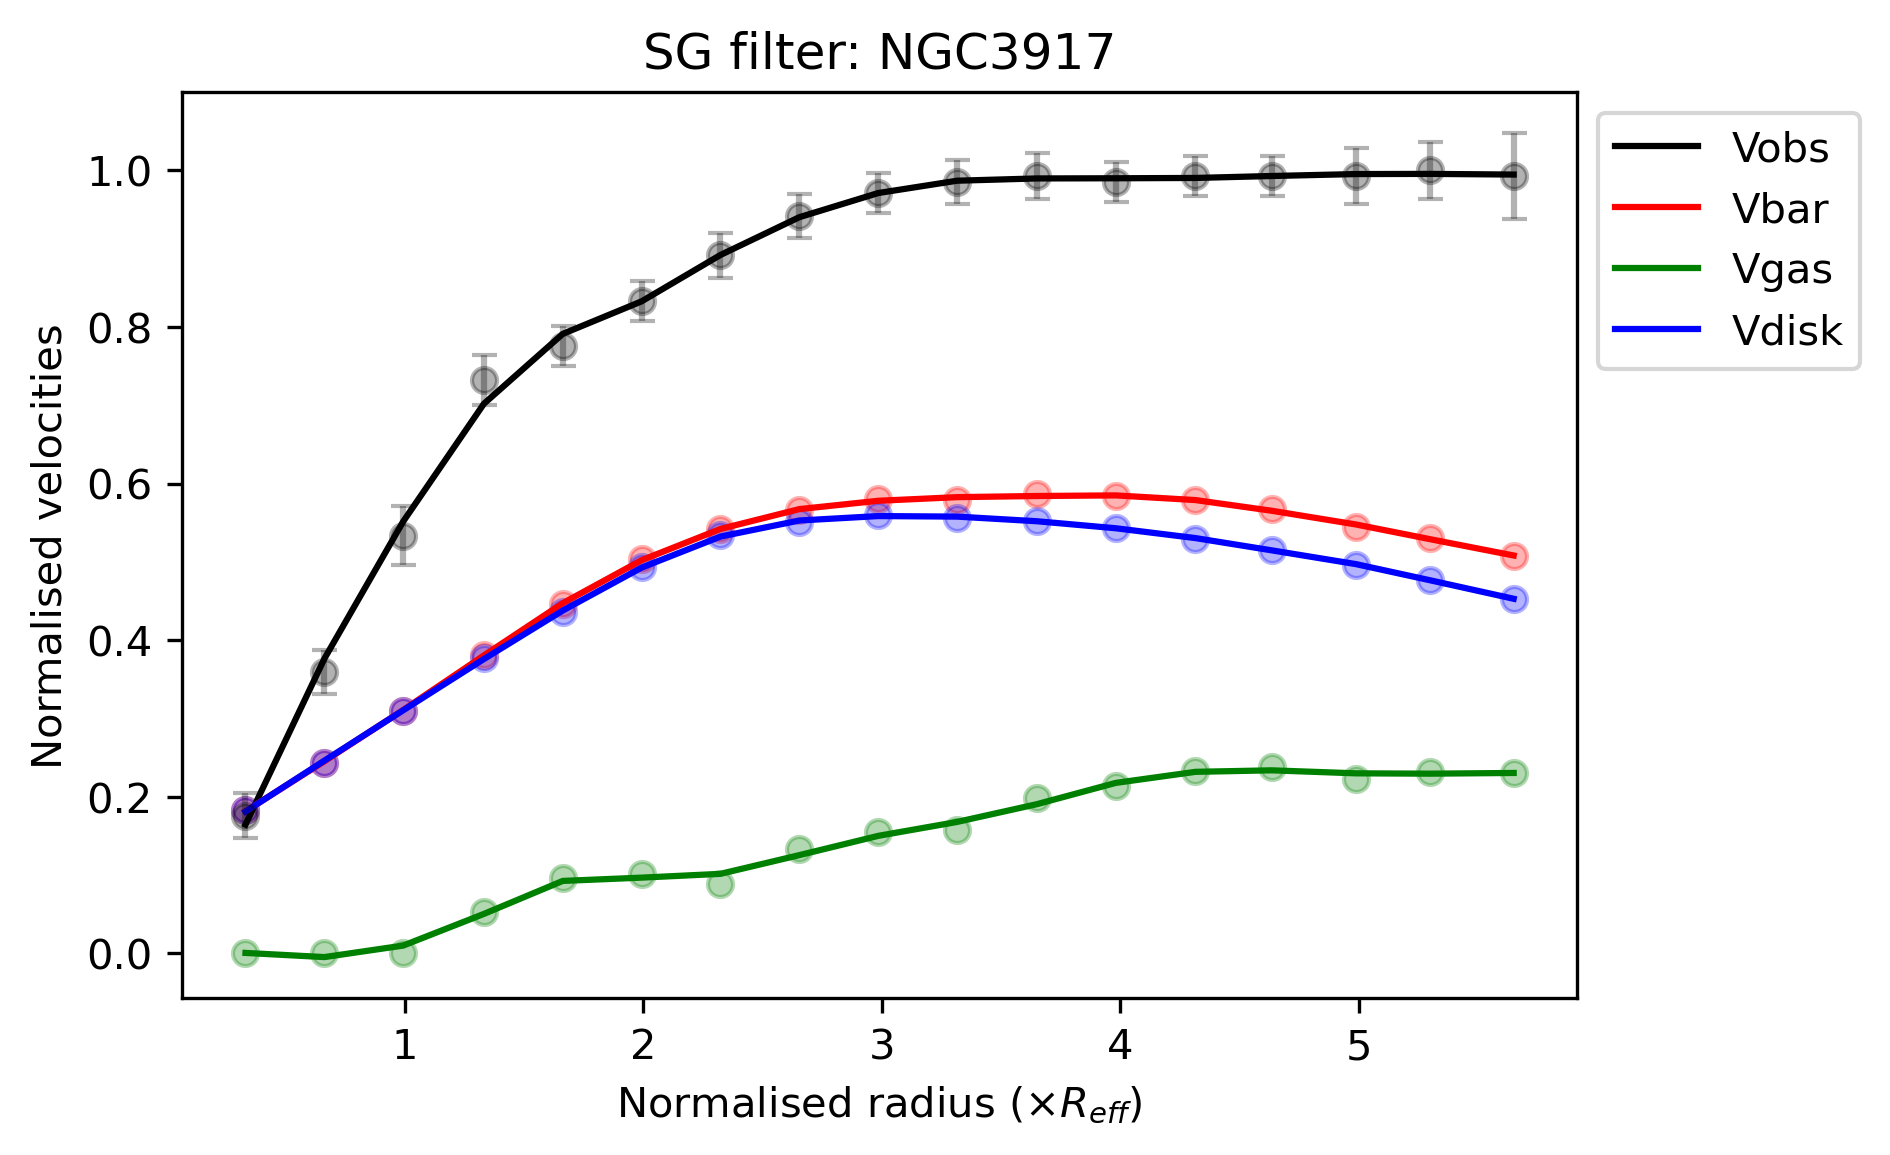 SG filter: NGC3917
Normalised velocities
1.0
0.8
0.6
0.4
0.2
0.0
1 2 3 4 5
Normalised radius (×R_eff)
Vobs
Vbar
Vgas
Vdisk